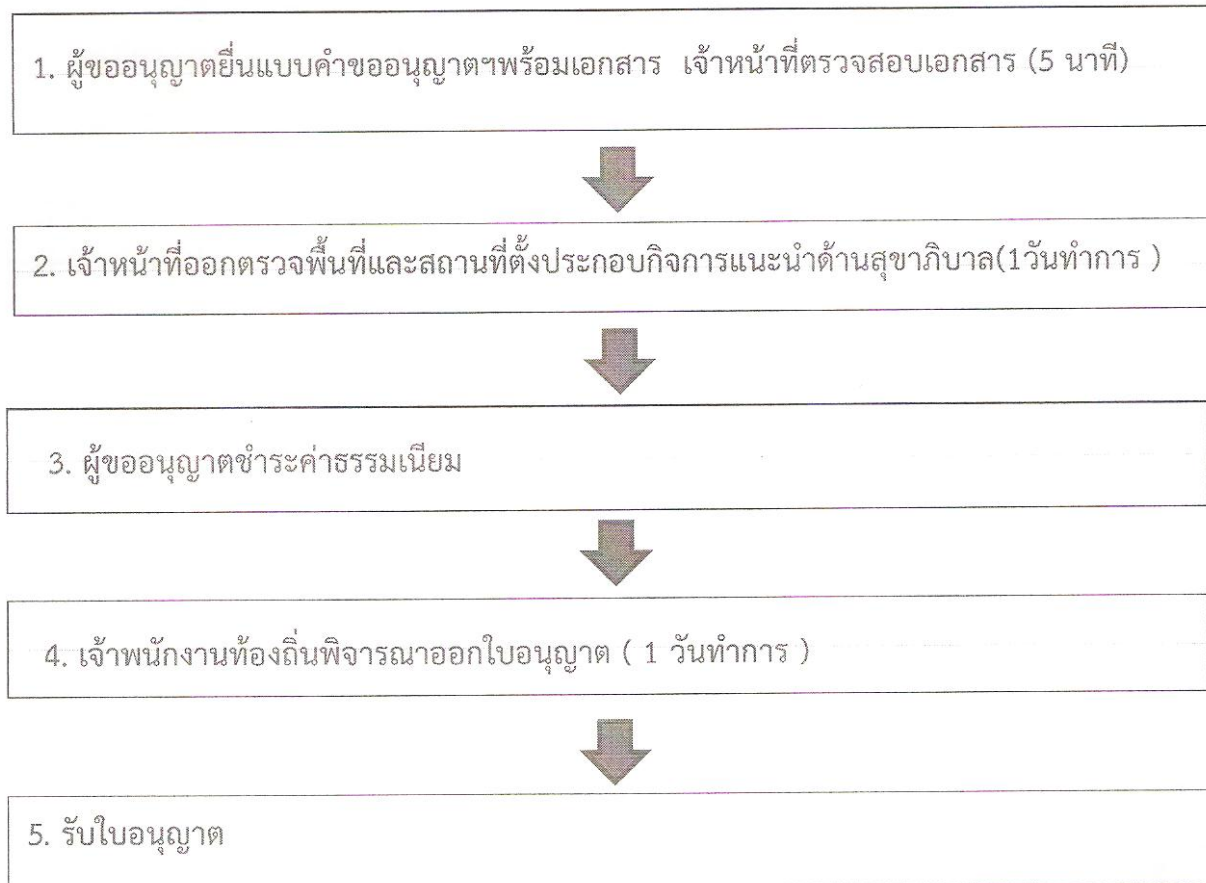 1. ผู้ขออนุญาตยื่นแบบคำขออนุญาตฯพร้อมเอกสาร เจ้าหน้าที่ตรวจสอบเอกสาร (5 นาที)
2. เจ้าหน้าที่ออกตรวจพื้นที่และสถานที่ตั้งประกอบกิจการแนะนำด้านสุขาภิบาล(1วันทำการ )
3. ผู้ขออนุญาตชำระค่าธรรมเนียม
4. เจ้าพนักงานท้องถิ่นพิจารณาออกใบอนุญาต ( 1 วันทำการ )
5. รับใบอนุญาต